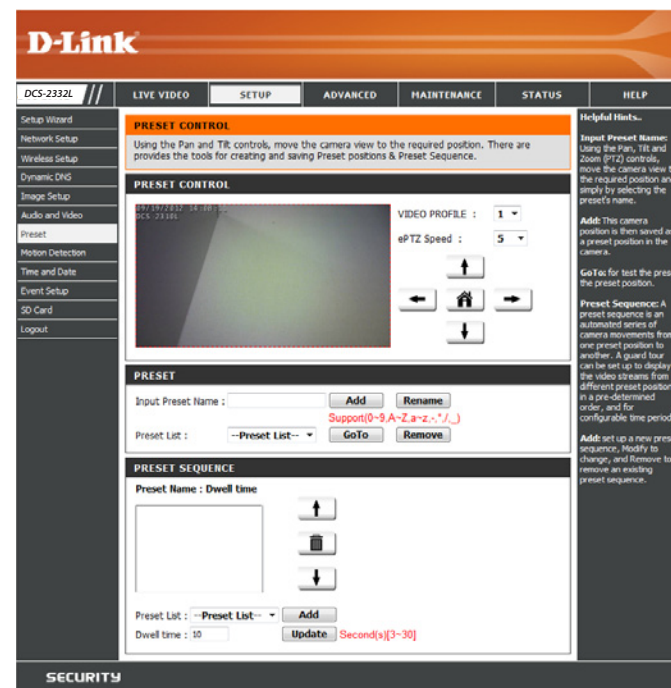 D-Link
DCS-2332L
LIVE VIDEO
SETUP
ADVANCED
MAINTENANCE
STATUS
HELP
Setup Wizard
Network Setup
Wireless Setup
Dynamic DNS
Image Setup
Audio and Video
Preset
Motion Detection
Time and Date
Event Setup
SD Card
Logout
PRESET CONTROL
Using the Pan and Tilt controls, move the camera view to the required position. There are
provides the tools for creating and saving Preset positions & Preset Sequence.
PRESET CONTROL
09/19/2012 14:08:
DCS 2310L
VIDEO PROFILE :
1
ePTZ Speed :
5
PRESET
Input Preset Name :
Add
Rename
Support(0~9,A~Z,a~z,-,*,/,_)
Preset List :
--Preset List--
GoTo
Remove
PRESET SEQUENCE
Preset Name : Dwell time
Preset List :
--Preset List--
Add
Dwell time :
10
Update
Second(s)[3~30]
Helpful Hints..
Input Preset Name:
Using the Pan, Tilt and
Zoom (PTZ) controls,
move the camera view
the required position
simply by selecting the
preset's name.
Add: This camera
position is then saved
a preset position in the
camera.
GoTo: for test the
the preset position.
Preset Sequence: A
preset sequence is an
automated series of
camera movements
one preset position to
another. A guard tour
can be set up to display
the video streams from
different preset
in a pre-determined
order, and for
configurable time
Add: set up a new
sequence, Modify to
change, and Remove to
remove an existing
preset sequence.
SECURITY